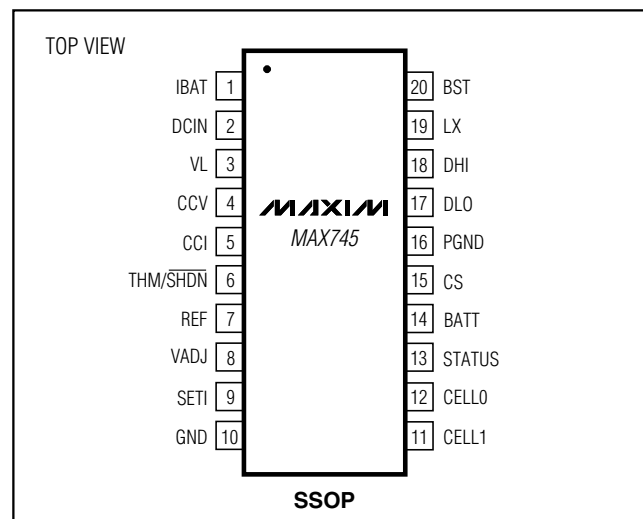 TOP VIEW
IBAT 1
DCIN 2
VL 3
CCV 4
CCI 5
THM/SHDN 6
REF 7
VADJ 8
SETI 9
GND 10
MAXIM
MAX745
20 BST
19 LX
18 DHI
17 DLO
16 PGND
15 CS
14 BATT
13 STATUS
12 CELL0
11 CELL1
SSOP